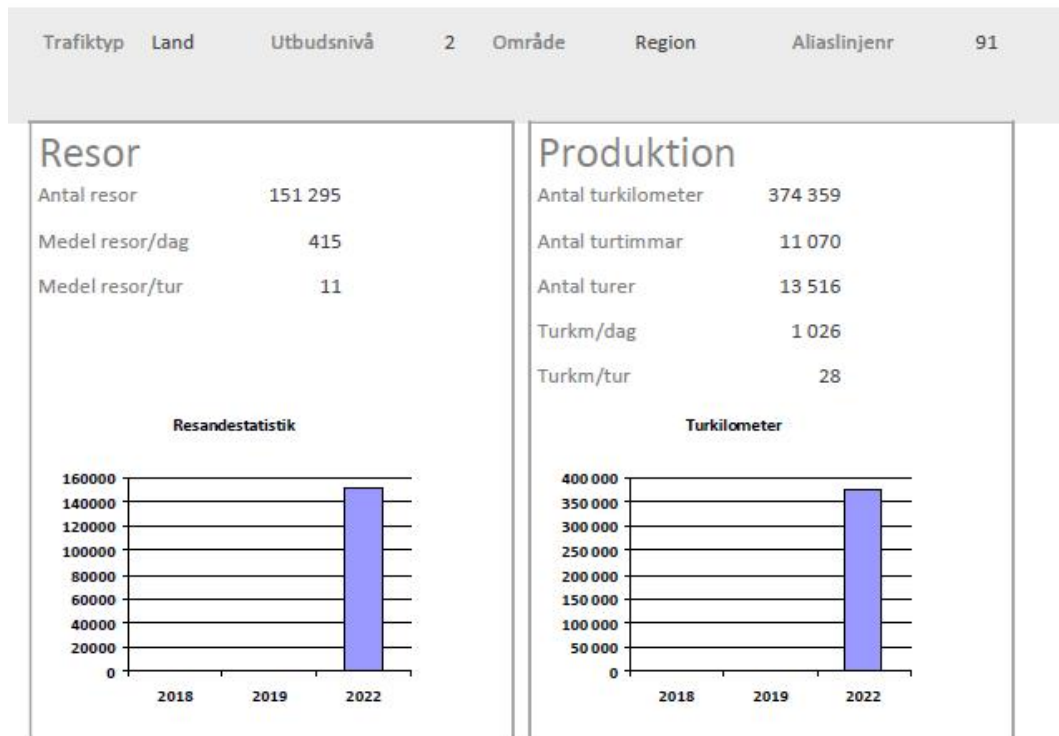 Trafiktyp Land Utbudsnivå 2 Område Region Aliaslinjenr 91
Resor
Antal resor 151 295
Medel resor/dag 415
Medel resor/tur 11
Resandestatistik
160000
140000
120000
100000
80000
60000
40000
20000
0
2018 2019 2022
Produktion
Antal turkilometer 374 359
Antal turtimmar 11 070
Antal turer 13 516
Turkm/dag 1 026
Turkm/tur 28
Turkilometer
400 000
350 000
300 000
250 000
200 000
150 000
100 000
50 000
0
2018 2019 2022